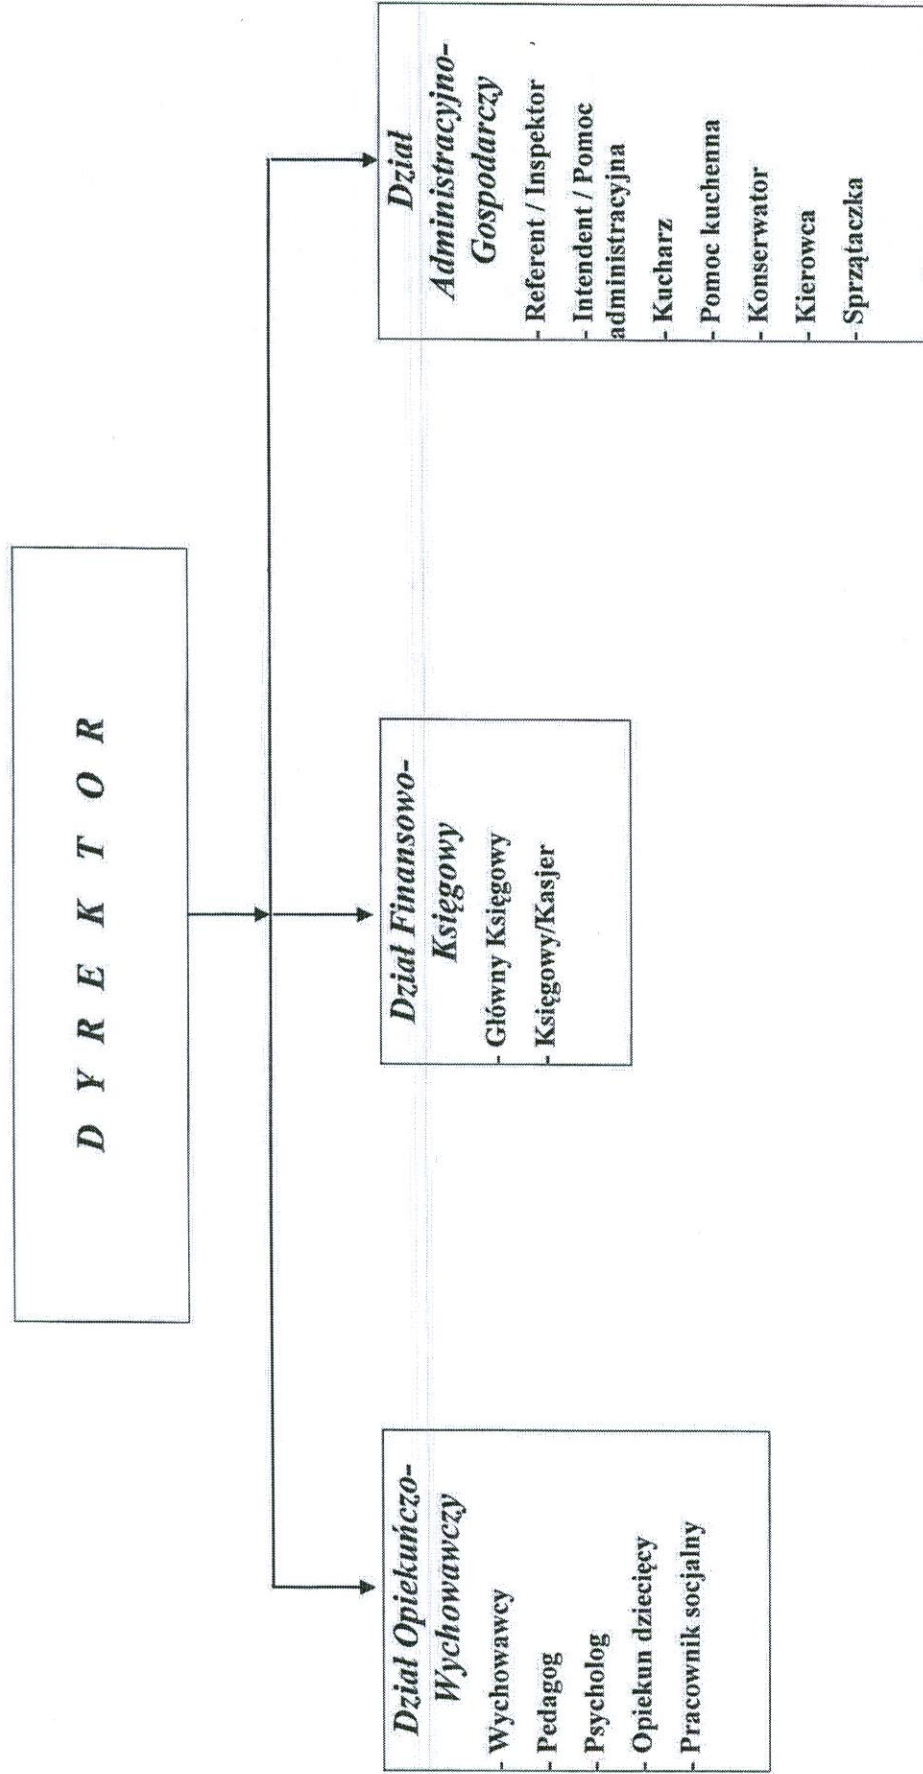 D Y R E K T O R
Dział Opiekuńczo-
Wychowawczy
- Wychowawcy
- Pedagog
- Psycholog
- Opiekun dziecięcy
- Pracownik socjalny
Dział Finansowo-
Księgowy
- Główny Księgowy
- Księgowy/Kasjer
Dział
Administracyjno-
Gospodarczy
- Referent / Inspektor
- Intendent / Pomoc
administracyjna
- Kucharz
- Pomoc kuchenna
- Konserwator
- Kierowca
- Sprzątaczka